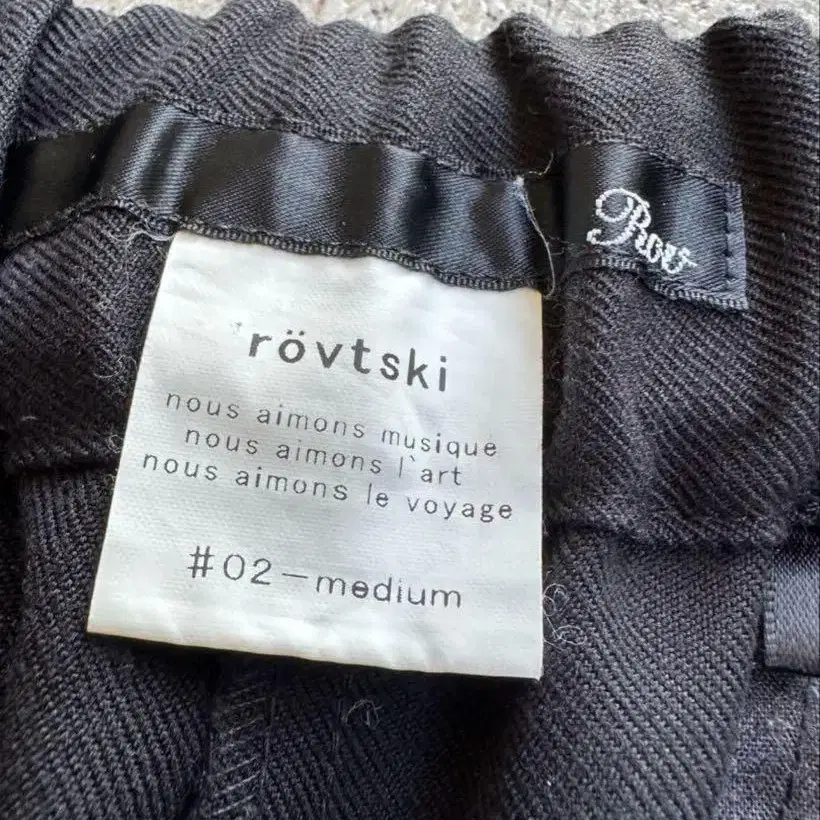 rövtski
nous aimons musique
nous aimons l`art
nous aimons le voyage
#02-medium
Rov